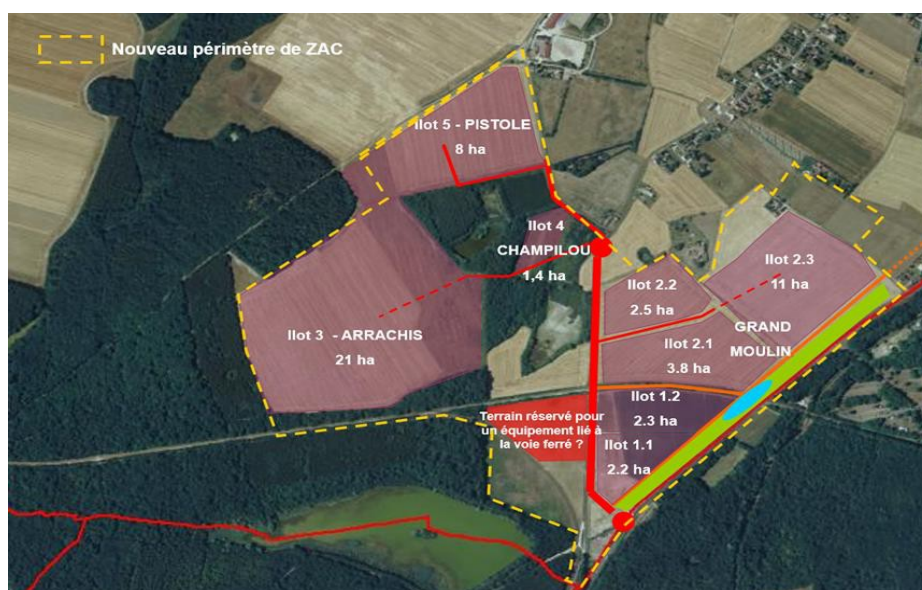 Nouveau périmètre de ZAC
Ilot 5 - PISTOLE
8 ha
Ilot 4
CHAMPILOU
1,4 ha
Ilot 2.3
11 ha
Ilot 2.2
2.5 ha
GRAND
MOULIN
Ilot 3 - ARRACHIS
21 ha
Ilot 2.1
3.8 ha
Ilot 1.2
2.3 ha
Terrain réservé pour
un équipement lié à
la voie ferré ?
Ilot 1.1
2.2 ha